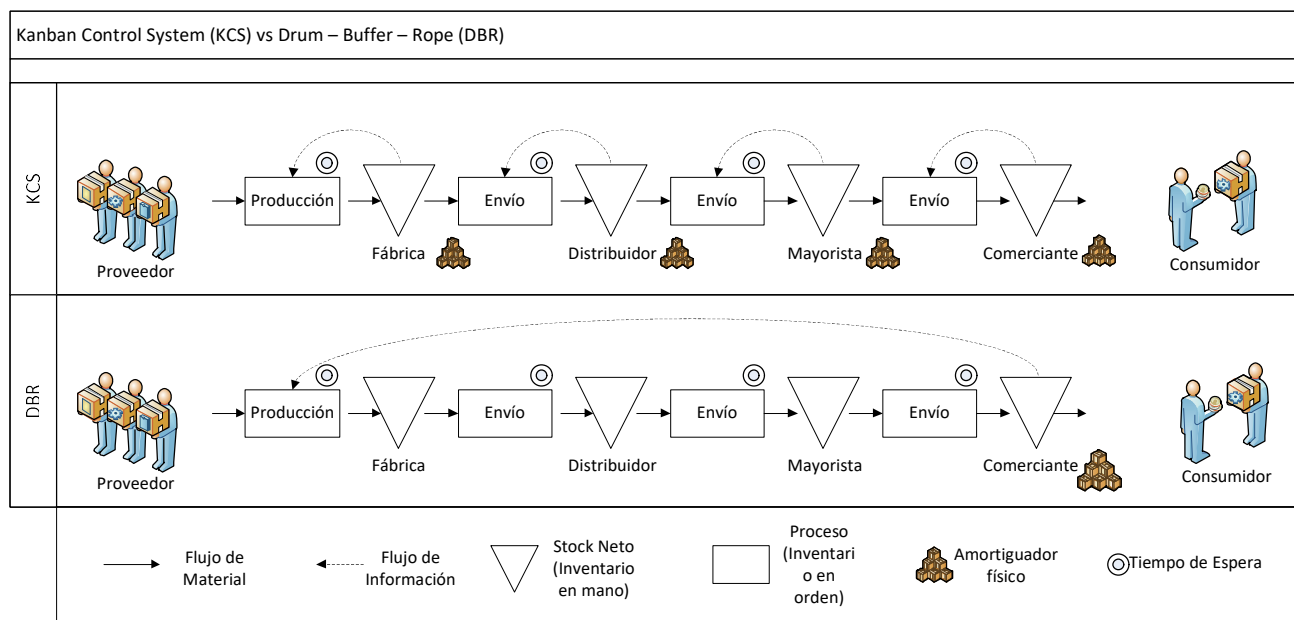 Kanban Control System (KCS) vs Drum – Buffer – Rope (DBR)
KCS
Producción
Envío
Envío
Envío
Proveedor
Fábrica
Distribuidor
Mayorista
Comerciante
Consumidor
DBR
Producción
Envío
Envío
Envío
Proveedor
Fábrica
Distribuidor
Mayorista
Comerciante
Consumidor
Flujo de
Material
Flujo de
Información
Stock Neto
(Inventario
en mano)
Proceso
(Inventari
o en
orden)
Amortiguador
físico
Tiempo de Espera